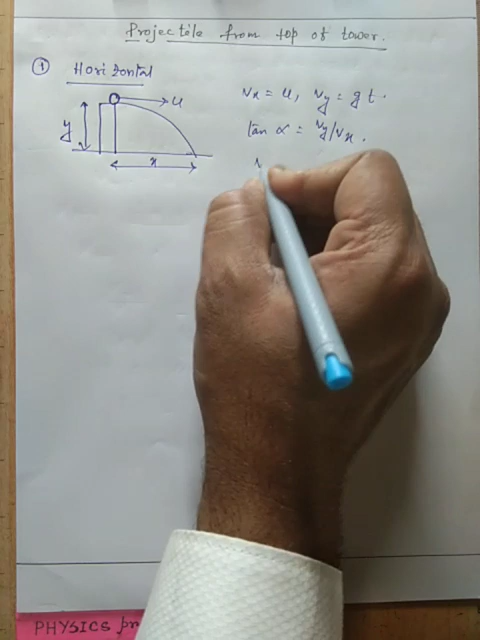 Projectile from top of tower.
① Horizontal
u
y
x
Vx = u, Vy = gt.
tan α = Vy/Vx.
PHYSICS